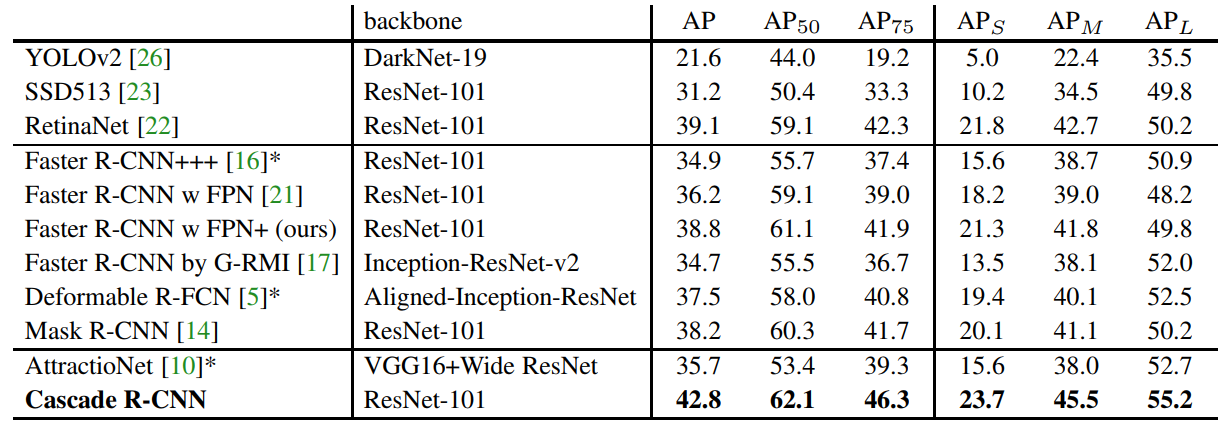 backbone AP AP50 AP75 APS APM APL
YOLOv2 [26] DarkNet-19 21.6 44.0 19.2 5.0 22.4 35.5
SSD513 [23] ResNet-101 31.2 50.4 33.3 10.2 34.5 49.8
RetinaNet [22] ResNet-101 39.1 59.1 42.3 21.8 42.7 50.2
Faster R-CNN+++ [16]* ResNet-101 34.9 55.7 37.4 15.6 38.7 50.9
Faster R-CNN w FPN [21] ResNet-101 36.2 59.1 39.0 18.2 39.0 48.2
Faster R-CNN w FPN+ (ours) ResNet-101 38.8 61.1 41.9 21.3 41.8 49.8
Faster R-CNN by G-RMI [17] Inception-ResNet-v2 34.7 55.5 36.7 13.5 38.1 52.0
Deformable R-FCN [5]* Aligned-Inception-ResNet 37.5 58.0 40.8 19.4 40.1 52.5
Mask R-CNN [14] ResNet-101 38.2 60.3 41.7 20.1 41.1 50.2
AttractioNet [10]* VGG16+Wide ResNet 35.7 53.4 39.3 15.6 38.0 52.7
Cascade R-CNN ResNet-101 42.8 62.1 46.3 23.7 45.5 55.2